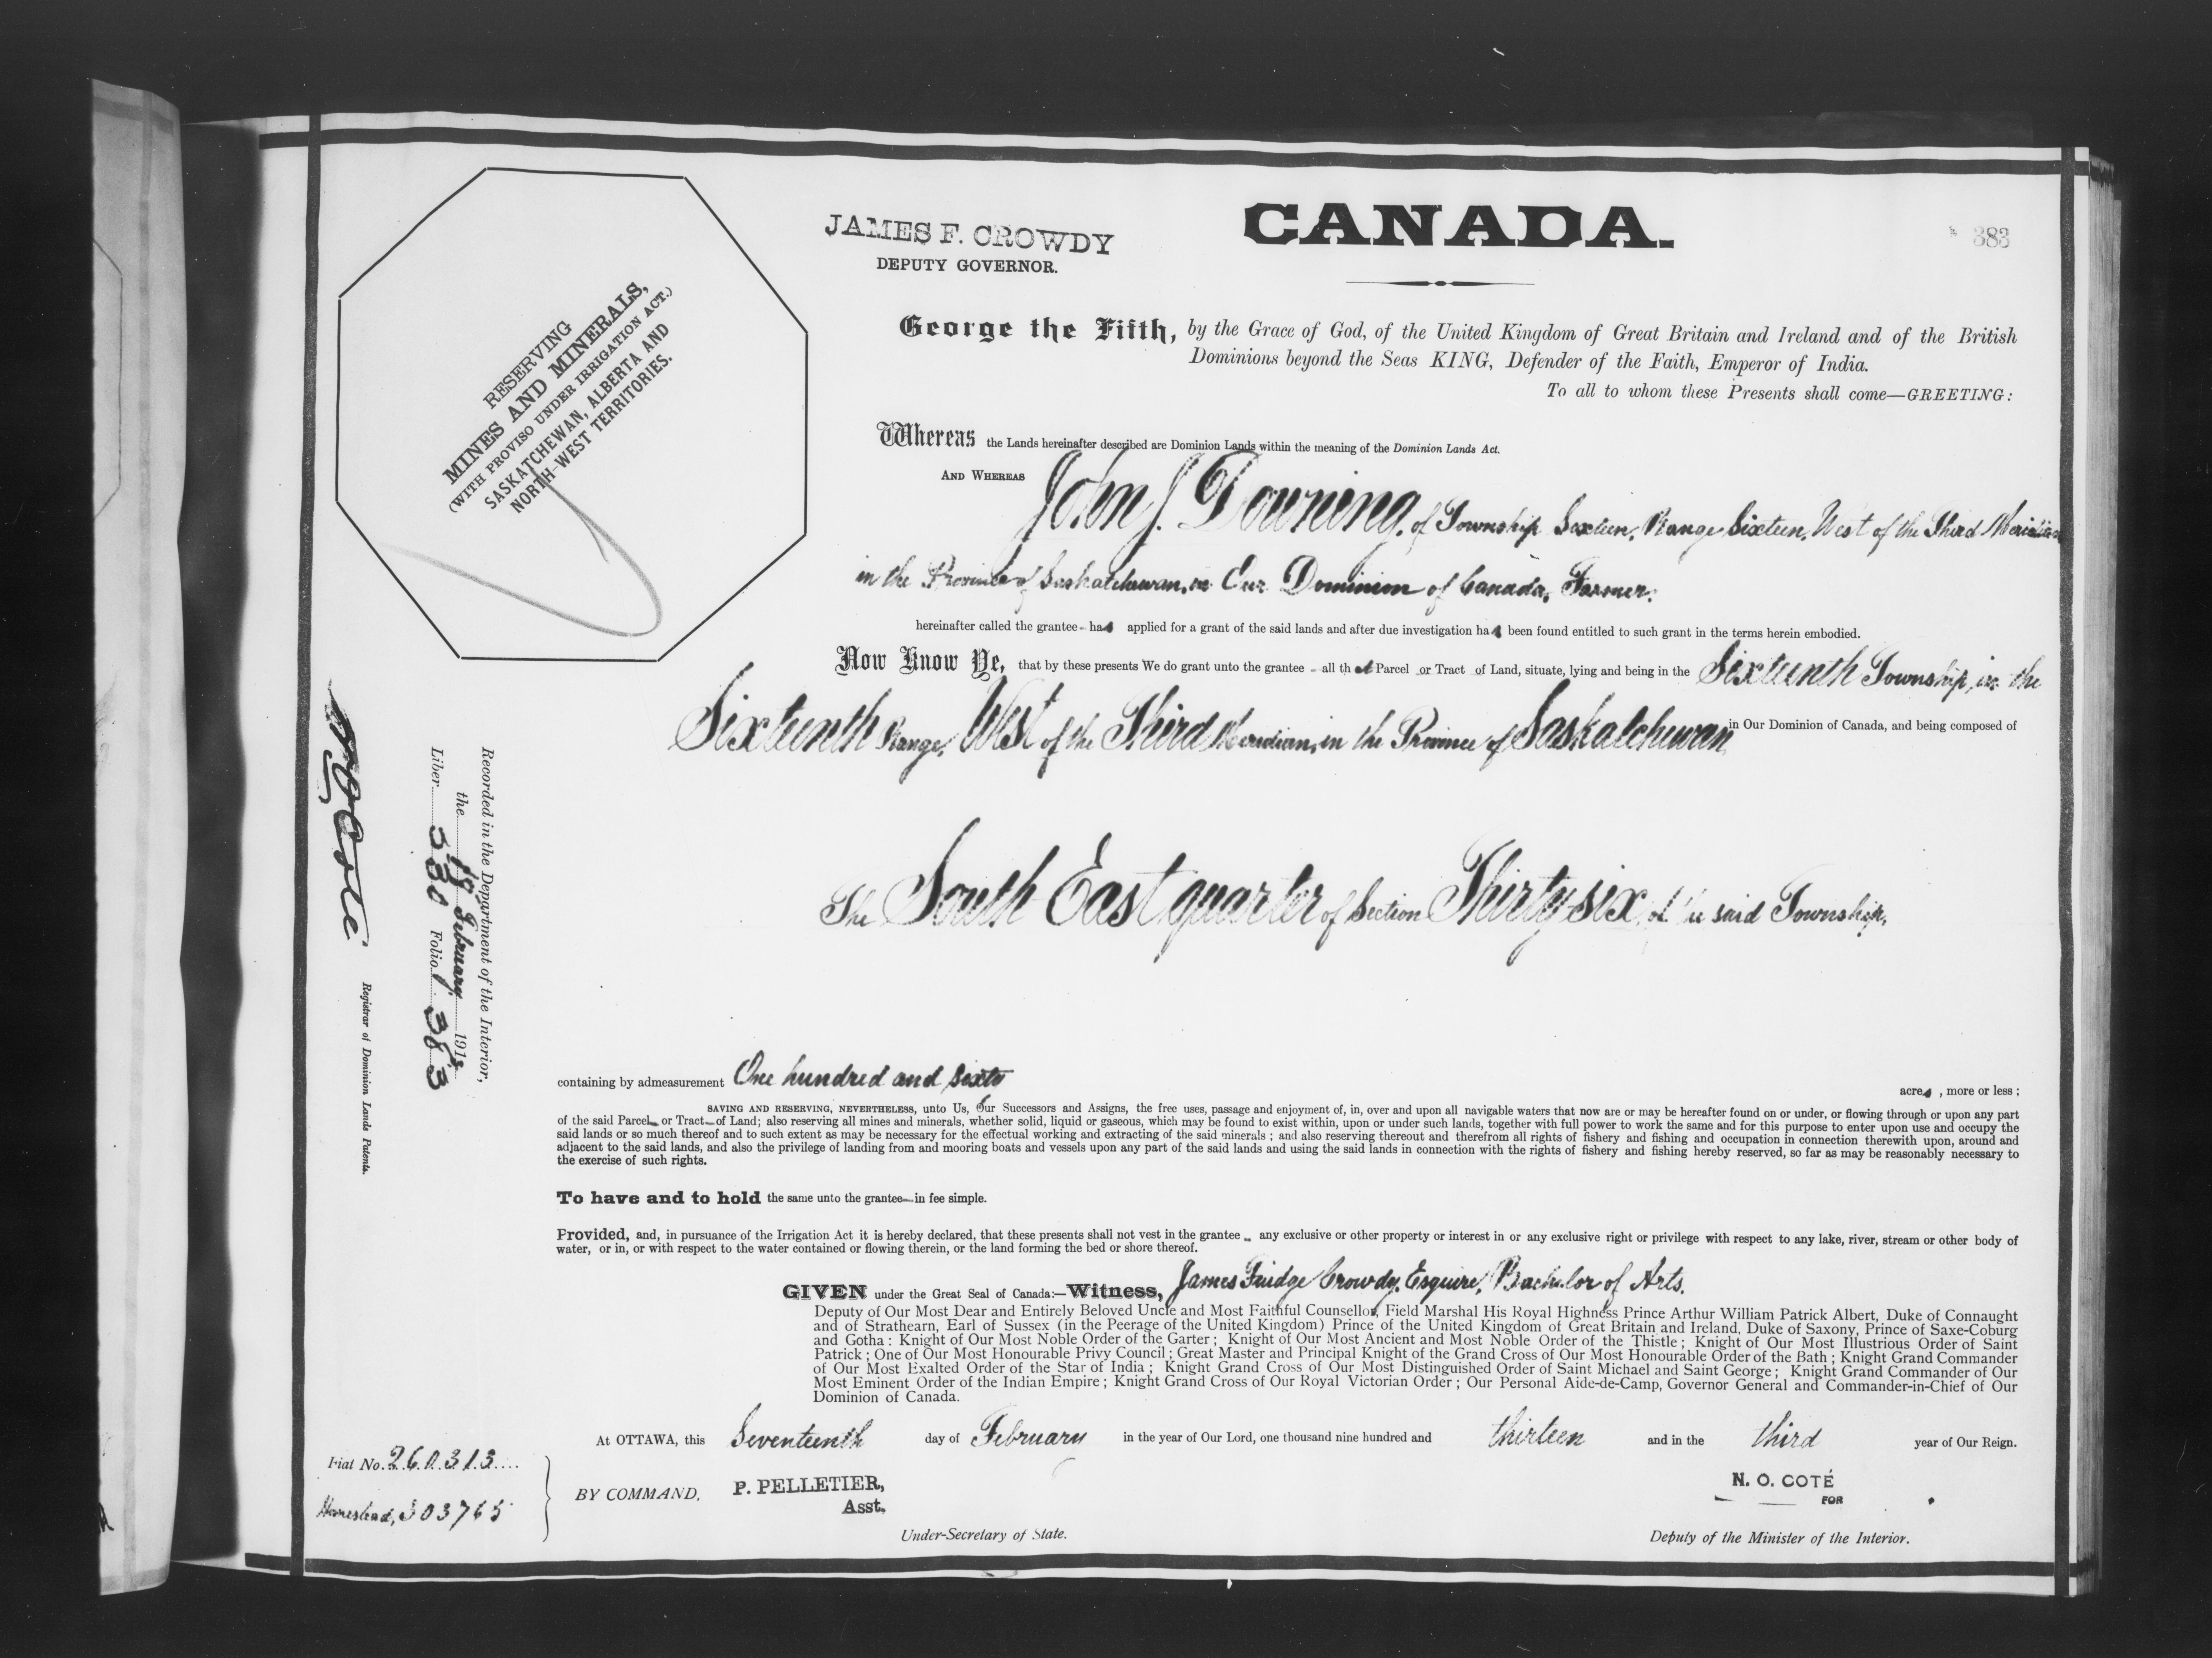 CANADA.
383
JAMES F. CROWDY
DEPUTY GOVERNOR.
RESERVING
MINES AND MINERALS,
(WITH PROVISO UNDER IRRIGATION ACT.)
SASKATCHEWAN, ALBERTA AND
NORTH-WEST TERRITORIES.
George the Fifth, by the Grace of God, of the United Kingdom of Great Britain and Ireland and of the British
Dominions beyond the Seas KING, Defender of the Faith, Emperor of India.
To all to whom these Presents shall come—GREETING:
Whereas the Lands hereinafter described are Dominion Lands within the meaning of the Dominion Lands Act.
AND WHEREAS John J. Downing, of Township Sixteen, Range Sixteen, West of the Third Meridian
in the Province of Saskatchewan, in Our Dominion of Canada, Farmer.
hereinafter called the grantee has applied for a grant of the said lands and after due investigation has been found entitled to such grant in the terms herein embodied.
Now Know Ye, that by these presents We do grant unto the grantee all that Parcel or Tract of Land, situate, lying and being in the Sixteenth Township, in the
Sixteenth Range, West of the Third Meridian, in the Province of Saskatchewan in Our Dominion of Canada, and being composed of
The South East quarter of Section Thirty-six, of the said Township,
containing by admeasurement One hundred and sixty acres, more or less;
SAVING AND RESERVING, NEVERTHELESS, unto Us, Our Successors and Assigns, the free uses, passage and enjoyment of, in, over and upon all navigable waters that now are or may be hereafter found on or under, or flowing through or upon any part
of the said Parcel or Tract of Land; also reserving all mines and minerals, whether solid, liquid or gaseous, which may be found to exist within, upon or under such lands, together with full power to work the same and for this purpose to enter upon use and occupy the
said lands or so much thereof and to such extent as may be necessary for the effectual working and extracting of the said minerals; and also reserving thereout and therefrom all rights of fishery and fishing and occupation in connection therewith upon, around and
adjacent to the said lands, and also the privilege of landing from and mooring boats and vessels upon any part of the said lands and using the said lands in connection with the rights of fishery and fishing hereby reserved, so far as may be reasonably necessary to
the exercise of such rights.
To have and to hold the same unto the grantee in fee simple.
Provided, and, in pursuance of the Irrigation Act it is hereby declared, that these presents shall not vest in the grantee any exclusive or other property or interest in or any exclusive right or privilege with respect to any lake, river, stream or other body of
water, or in, or with respect to the water contained or flowing therein, or the land forming the bed or shore thereof.
GIVEN under the Great Seal of Canada:—Witness, James Fuidge Crowdy, Esquire, Bachelor of Arts.
Deputy of Our Most Dear and Entirely Beloved Uncle and Most Faithful Counsellor, Field Marshal His Royal Highness Prince Arthur William Patrick Albert, Duke of Connaught
and of Strathearn, Earl of Sussex (in the Peerage of the United Kingdom) Prince of the United Kingdom of Great Britain and Ireland, Duke of Saxony, Prince of Saxe-Coburg
and Gotha: Knight of Our Most Noble Order of the Garter; Knight of Our Most Ancient and Most Noble Order of the Thistle; Knight of Our Most Illustrious Order of Saint
Patrick; One of Our Most Honourable Privy Council; Great Master and Principal Knight of the Grand Cross of Our Most Honourable Order of the Bath; Knight Grand Commander
of Our Most Exalted Order of the Star of India; Knight Grand Cross of Our Most Distinguished Order of Saint Michael and Saint George; Knight Grand Commander of Our
Most Eminent Order of the Indian Empire; Knight Grand Cross of Our Royal Victorian Order; Our Personal Aide-de-Camp, Governor General and Commander-in-Chief of Our
Dominion of Canada.
At OTTAWA, this Seventeenth day of February in the year of Our Lord, one thousand nine hundred and thirteen and in the third year of Our Reign.
BY COMMAND, P. PELLETIER,
Asst.
Under-Secretary of State.
N. O. COTÉ
FOR
Deputy of the Minister of the Interior.
Fiat No. 260313
Homestead, 303765
Recorded in the Department of the Interior,
the 18 February 1913
Liber 380 Folio 383
N O Coté
Registrar of Dominion Lands Patents.